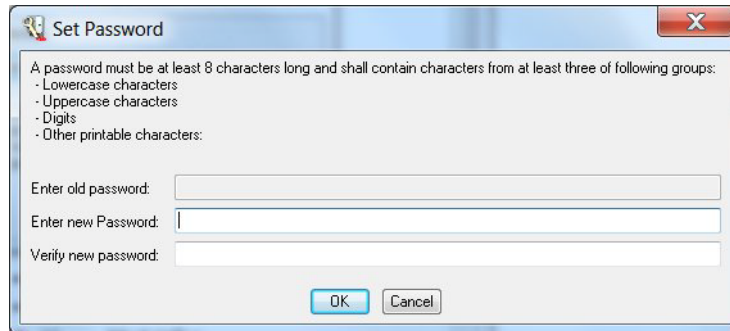 Set Password
A password must be at least 8 characters long and shall contain characters from at least three of following groups:
- Lowercase characters
- Uppercase characters
- Digits
- Other printable characters:
Enter old password:
Enter new Password:
Verify new password:
OK Cancel